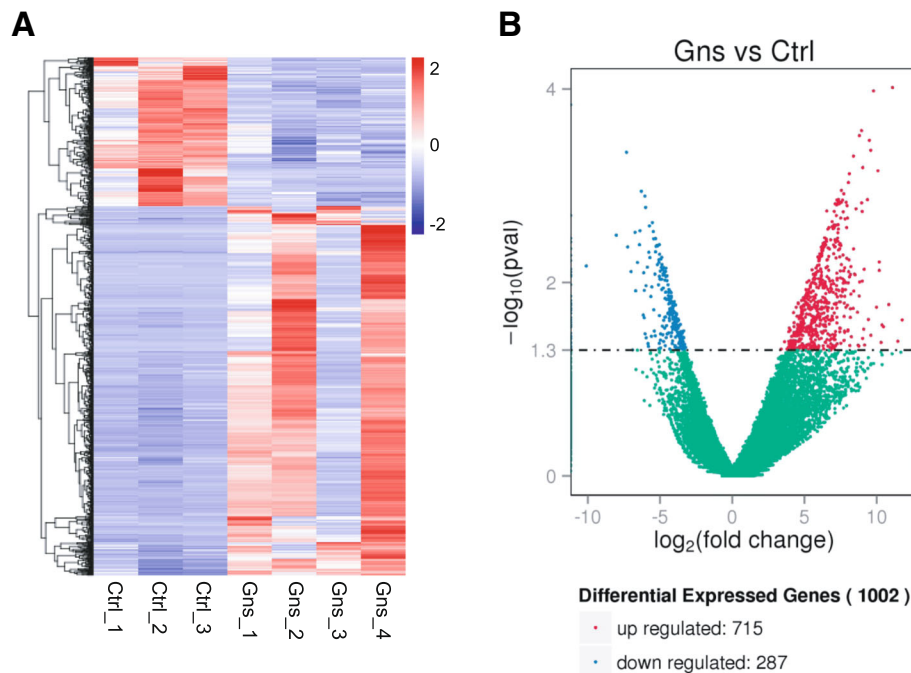 A
2
0
-2
Ctrl_1
Ctrl_2
Ctrl_3
Gns_1
Gns_2
Gns_3
Gns_4
B
Gns vs Ctrl
−log₁₀(pval)
4
2
1.3
0
-10 -5 0 5 10
log₂(fold change)
Differential Expressed Genes ( 1002 )
up regulated: 715
down regulated: 287